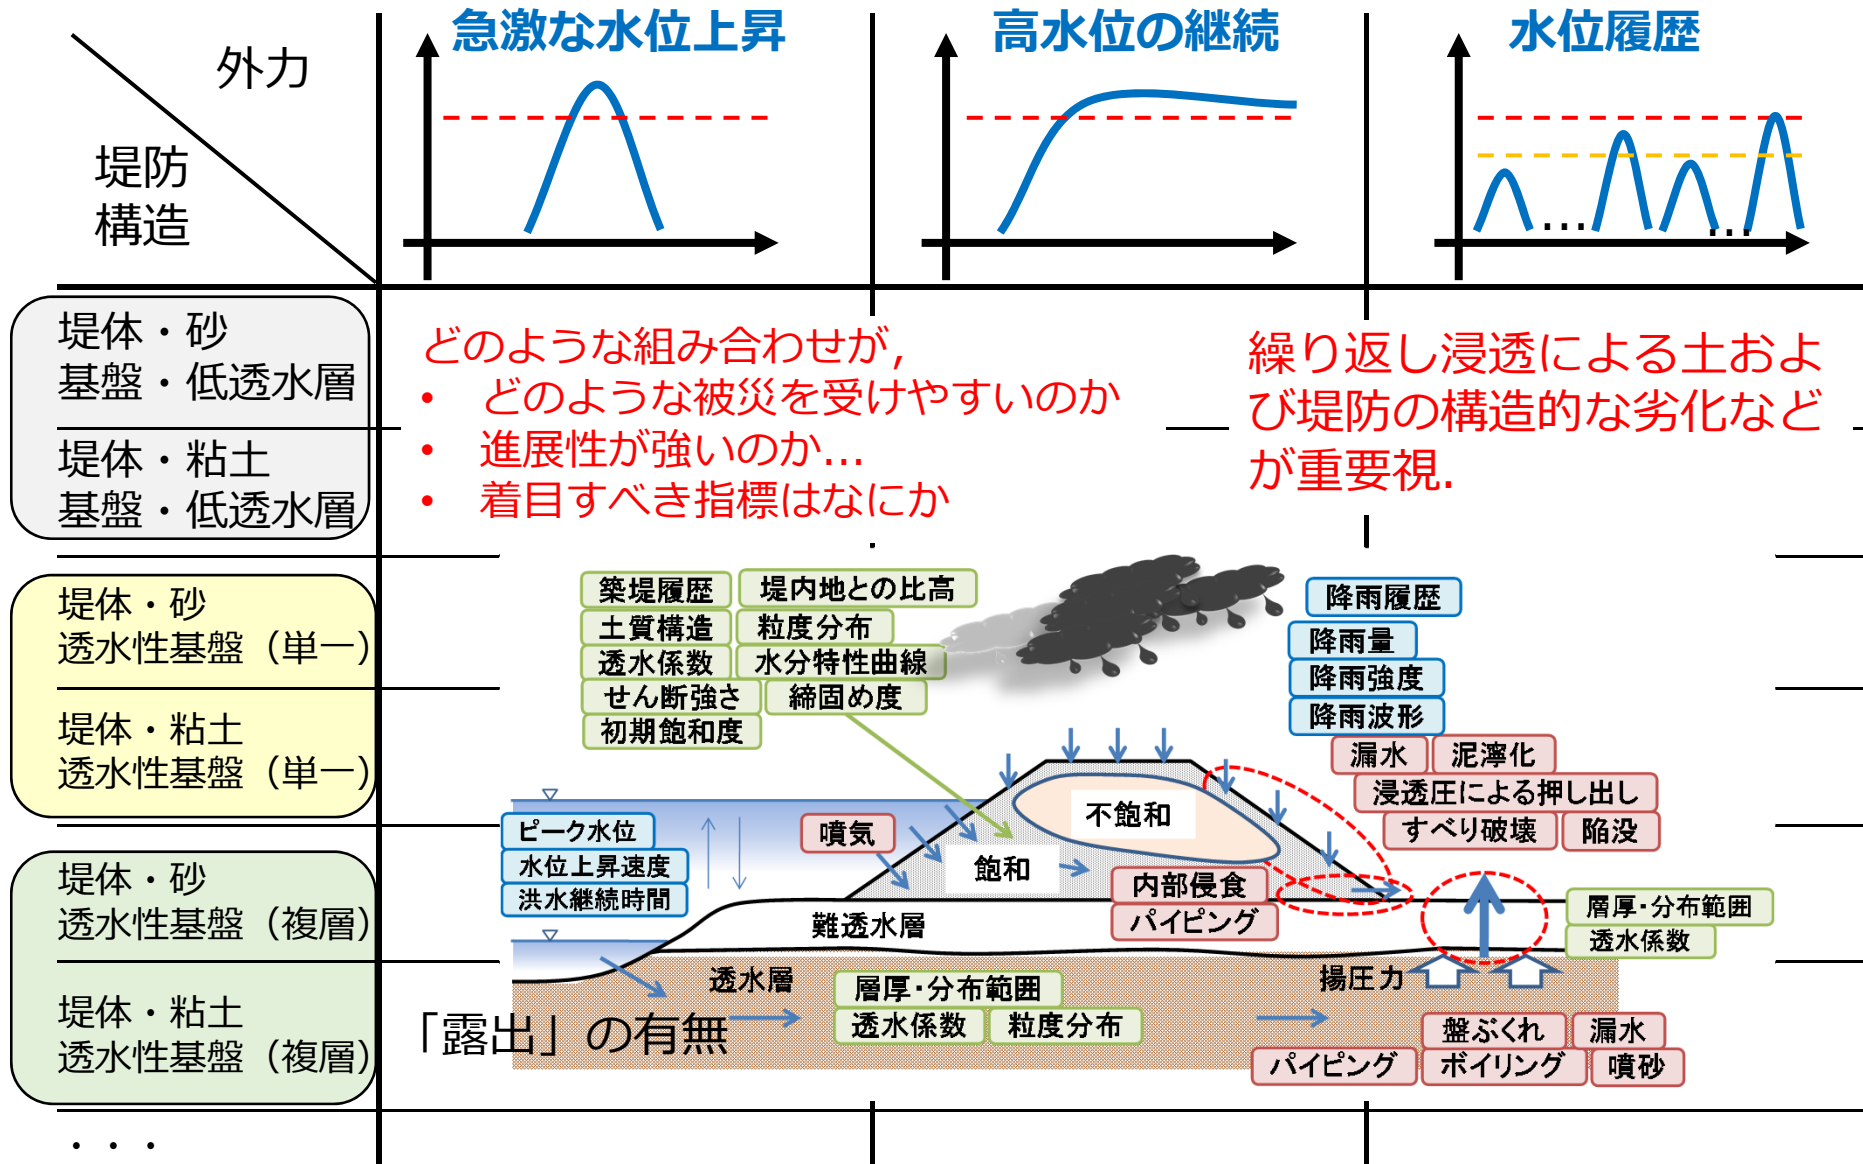 外力
堤防
構造
急激な水位上昇
高水位の継続
水位履歴
…
…
堤体・砂
基盤・低透水層
堤体・粘土
基盤・低透水層
堤体・砂
透水性基盤（単一）
堤体・粘土
透水性基盤（単一）
堤体・砂
透水性基盤（複層）
堤体・粘土
透水性基盤（複層）
・・・
どのような組み合わせが,
• どのような被災を受けやすいのか
• 進展性が強いのか…
• 着目すべき指標はなにか
繰り返し浸透による土およ
び堤防の構造的な劣化など
が重要視.
築堤履歴
堤内地との比高
土質構造
粒度分布
透水係数
水分特性曲線
せん断強さ
締固め度
初期飽和度
降雨履歴
降雨量
降雨強度
降雨波形
漏水
泥濘化
浸透圧による押し出し
すべり破壊
陥没
ピーク水位
水位上昇速度
洪水継続時間
噴気
不飽和
飽和
内部侵食
パイピング
難透水層
層厚・分布範囲
透水係数
透水層
層厚・分布範囲
透水係数
粒度分布
揚圧力
「露出」の有無
盤ぶくれ
漏水
パイピング
ボイリング
噴砂